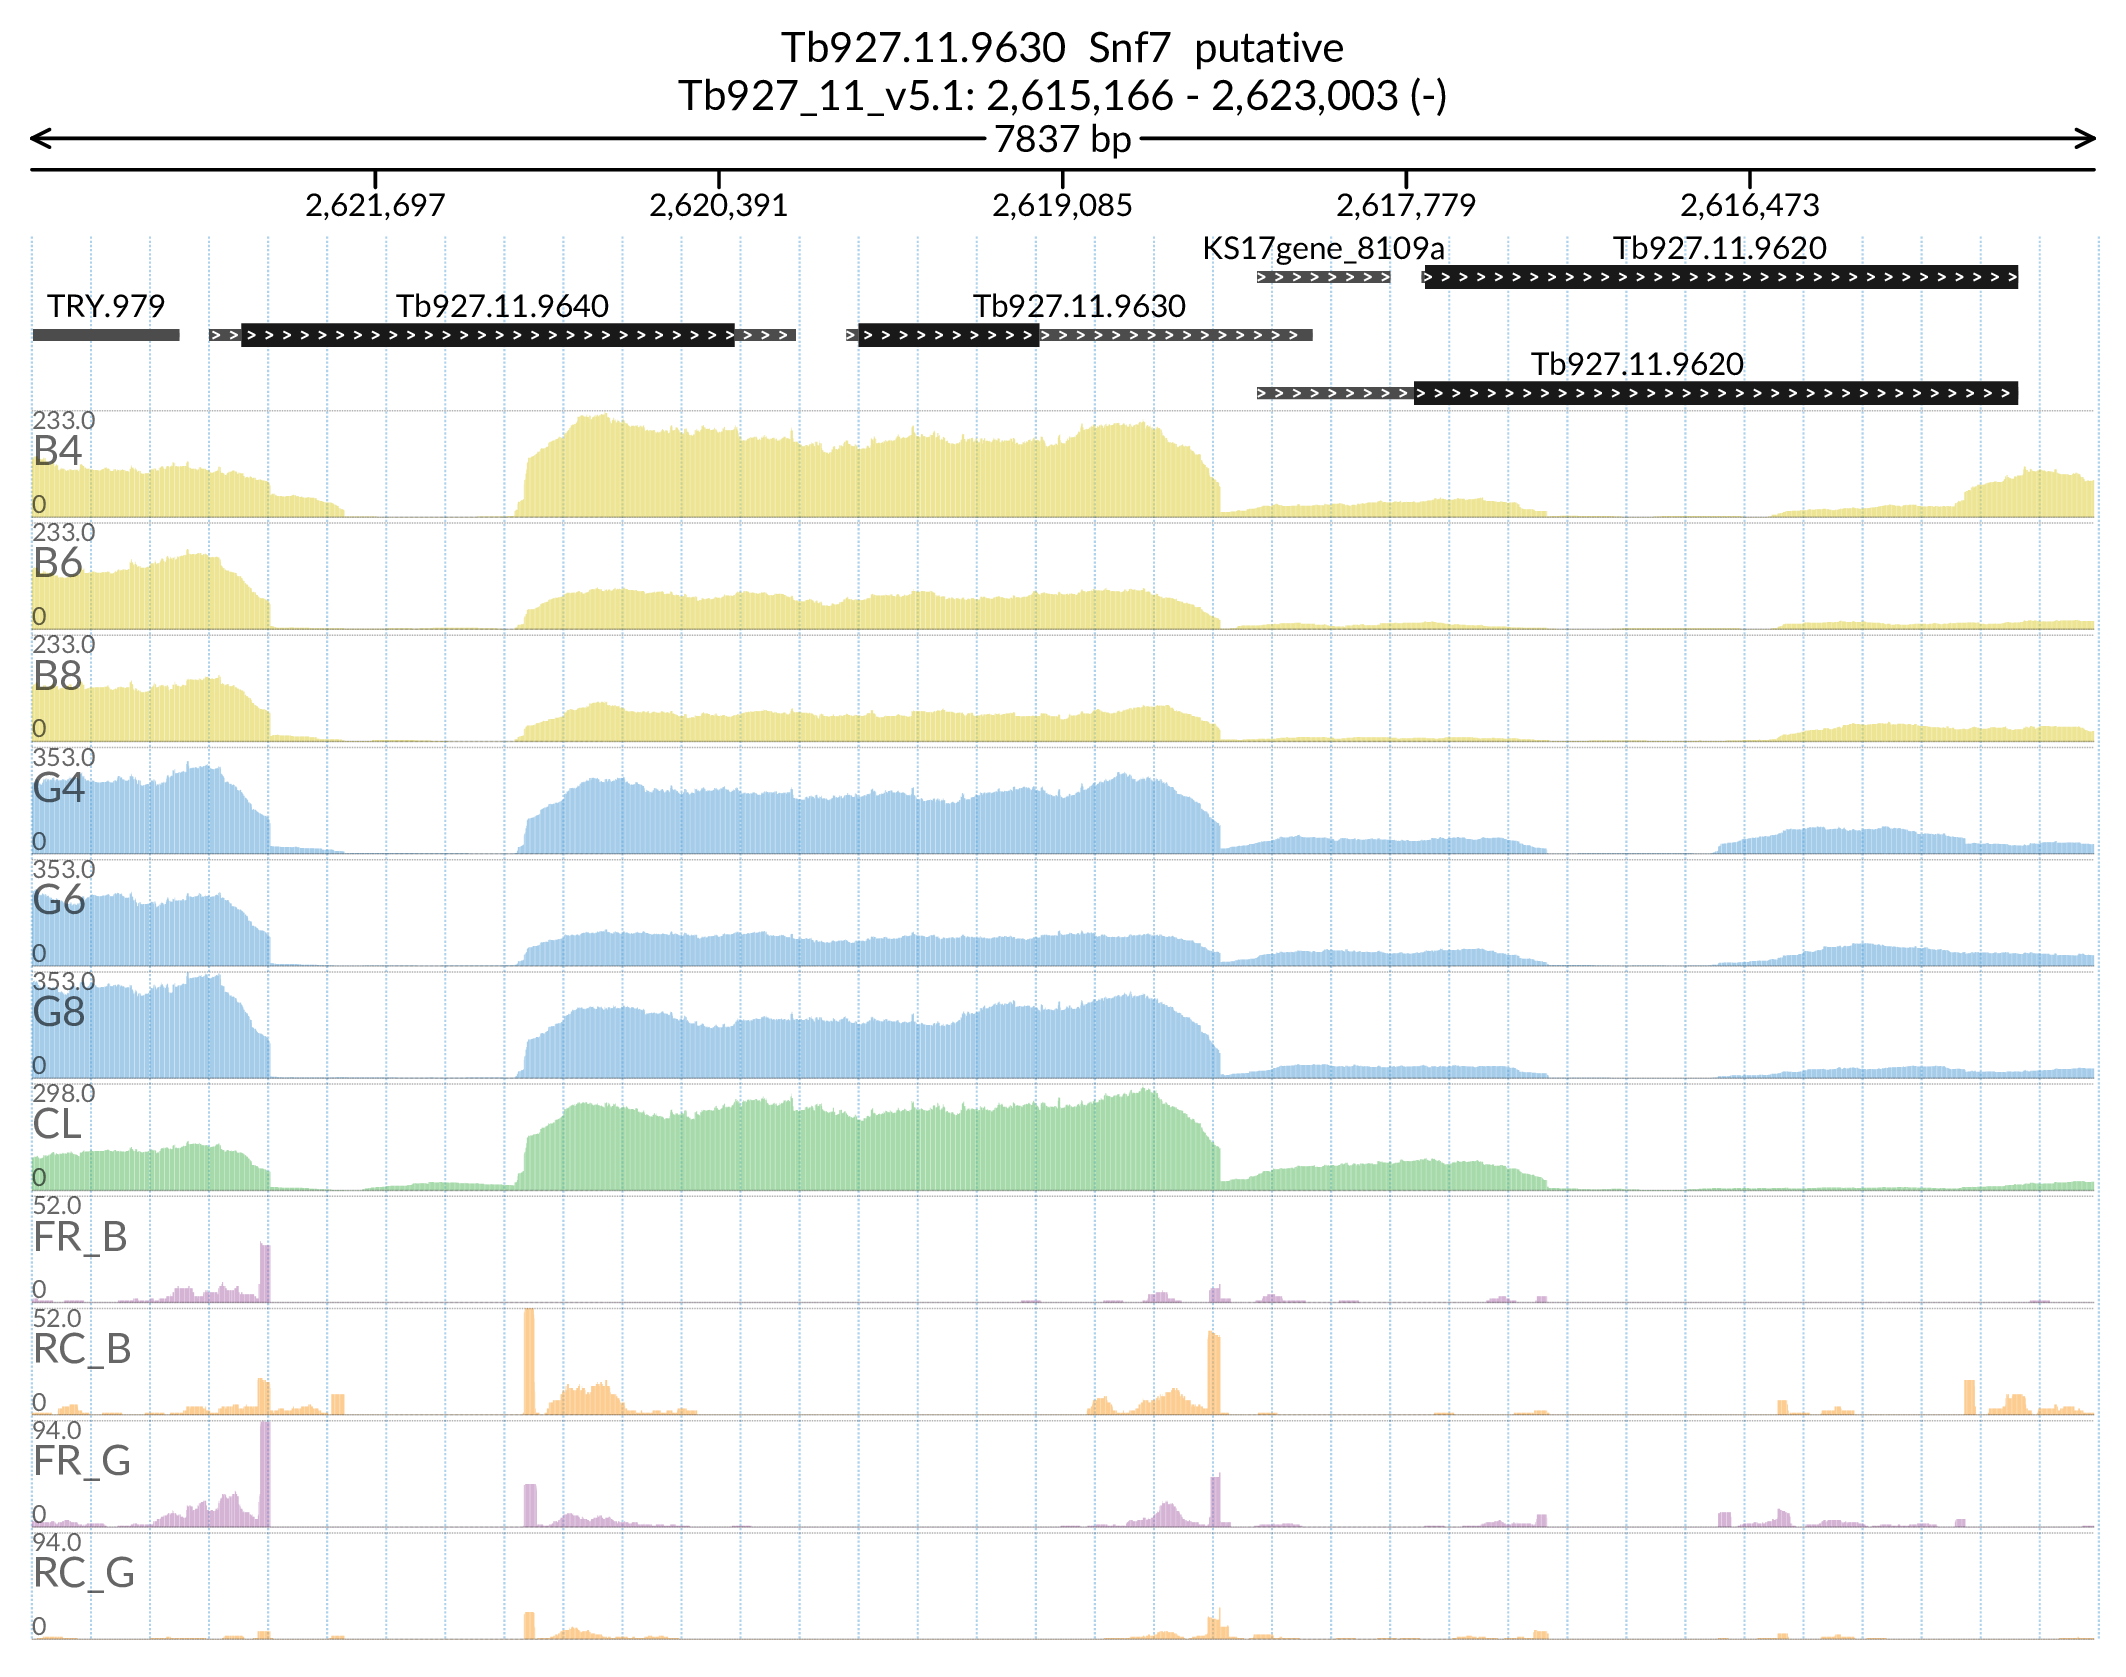 Tb927.11.9630 Snf7 putative
Tb927_11_v5.1: 2,615,166 - 2,623,003 (-)
7837 bp
2,621,697 2,620,391 2,619,085 2,617,779 2,616,473
KS17gene_8109a Tb927.11.9620
TRY.979 Tb927.11.9640 Tb927.11.9630
Tb927.11.9620
233.0
B4
0
233.0
B6
0
233.0
B8
0
353.0
G4
0
353.0
G6
0
353.0
G8
0
298.0
CL
0
52.0
FR_B
0
52.0
RC_B
0
94.0
FR_G
0
94.0
RC_G
0